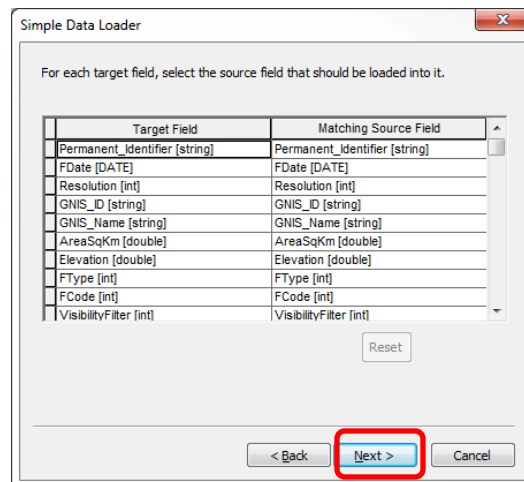 Simple Data Loader
For each target field, select the source field that should be loaded into it.
Target Field Matching Source Field
Permanent_Identifier [string] Permanent_Identifier [string]
FDate [DATE] FDate [DATE]
Resolution [int] Resolution [int]
GNIS_ID [string] GNIS_ID [string]
GNIS_Name [string] GNIS_Name [string]
AreaSqKm [double] AreaSqKm [double]
Elevation [double] Elevation [double]
FType [int] FType [int]
FCode [int] FCode [int]
VisibilityFilter [int] VisibilityFilter [int]
Reset
< Back Next > Cancel